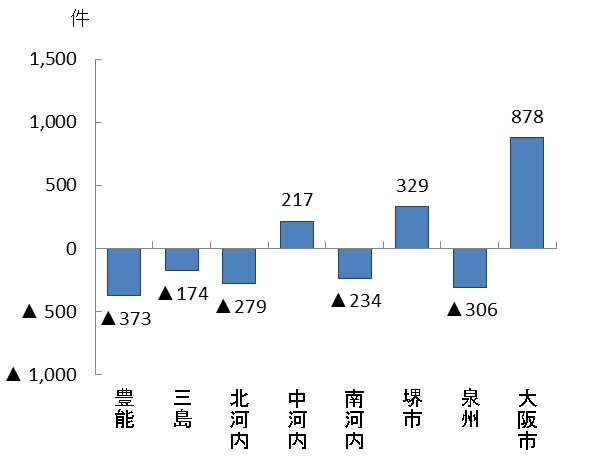 件
1,500
1,000
500
0
▲ 500
▲ 1,000
▲373
▲174
▲279
217
▲234
329
▲306
878
豊能
三島
北河内
中河内
南河内
堺市
泉州
大阪市